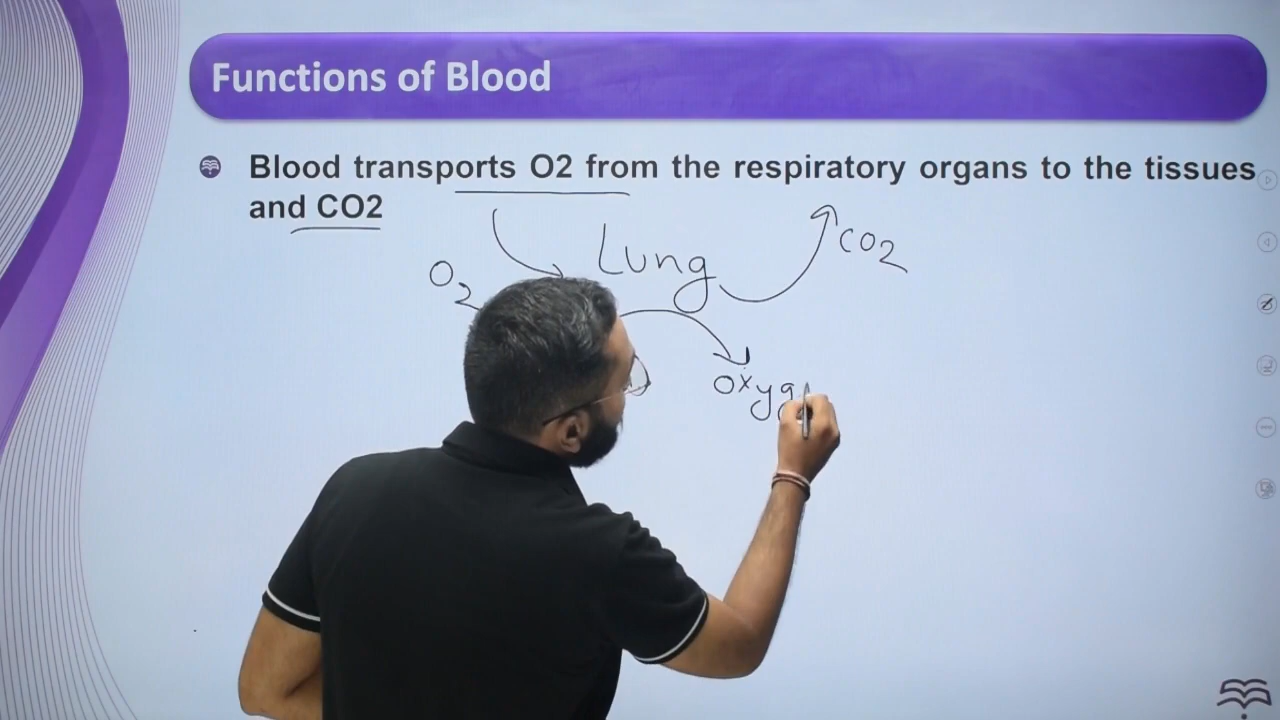 Functions of Blood
Blood transports O2 from the respiratory organs to the tissues
and CO2
Lung
CO2
O2
oxyg